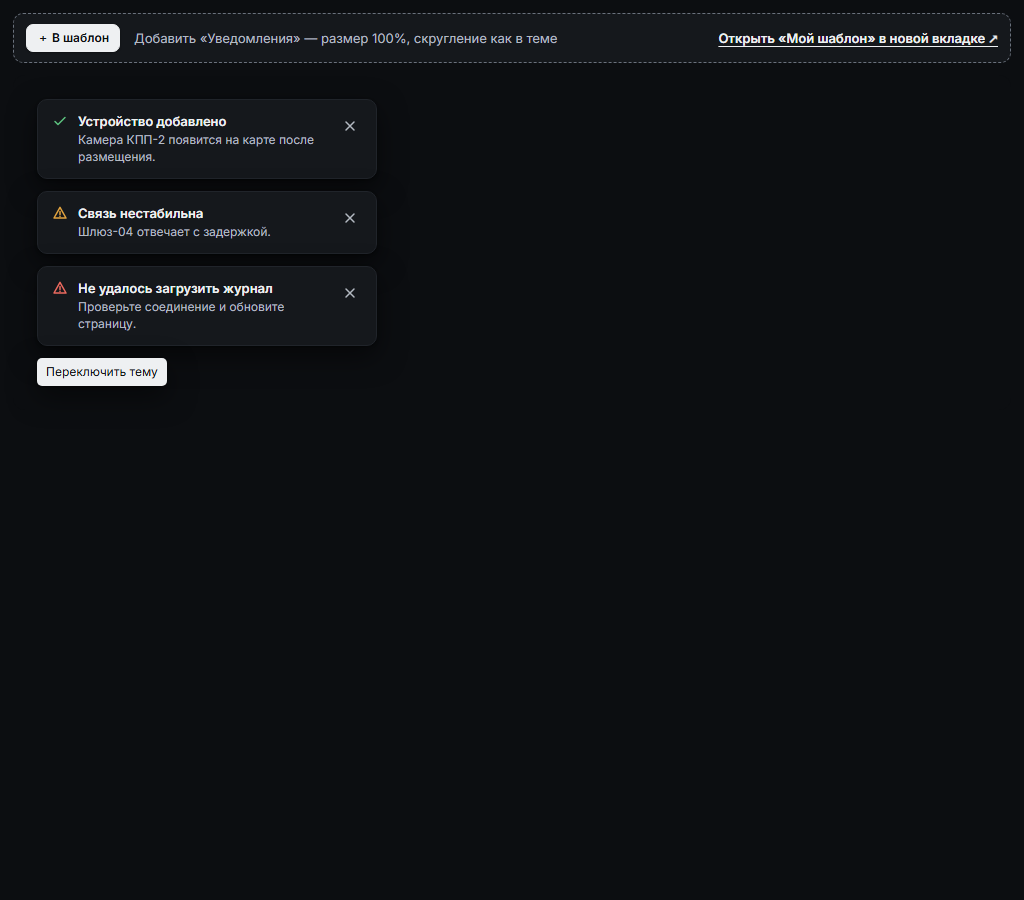 + В шаблон
Добавить «Уведомления» — размер 100%, скругление как в теме
Открыть «Мой шаблон» в новой вкладке ↗
Устройство добавлено
Камера КПП-2 появится на карте после
размещения.
Связь нестабильна
Шлюз-04 отвечает с задержкой.
Не удалось загрузить журнал
Проверьте соединение и обновите
страницу.
Переключить тему